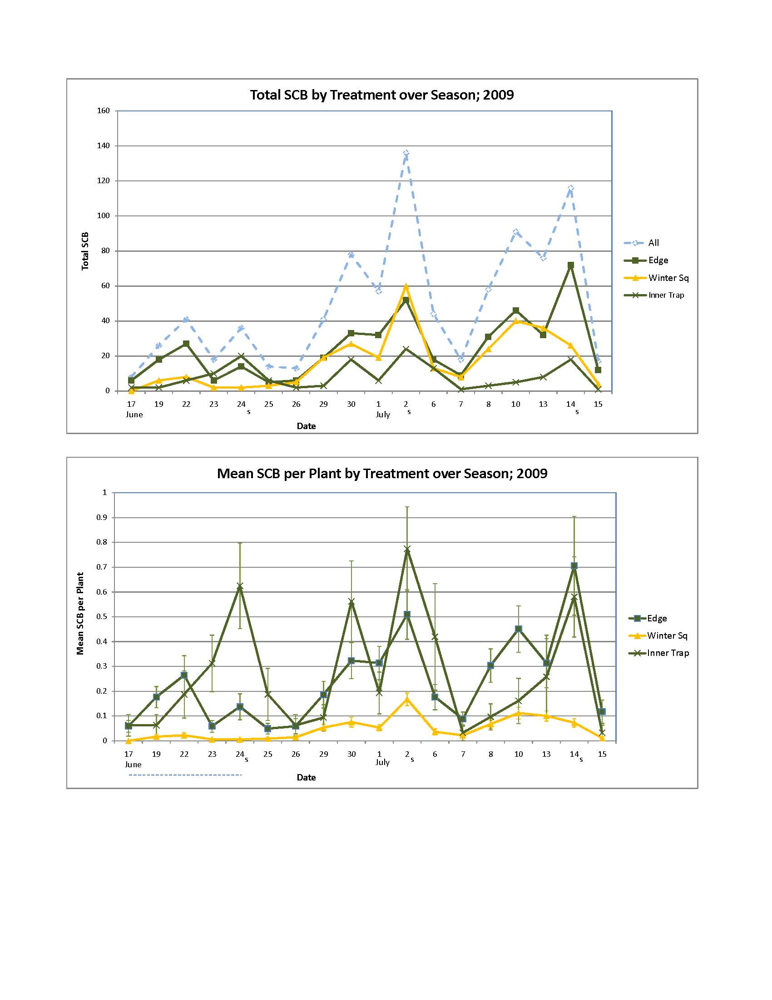 Total SCB by Treatment over Season; 2009
160
140
120
100
80
60
40
20
0
Total SCB
17 19 22 23 24 25 26 29 30 1 2 6 7 8 10 13 14 15
June s July s s
Date
All
Edge
Winter Sq
Inner Trap
Mean SCB per Plant by Treatment over Season; 2009
1
0.9
0.8
0.7
0.6
0.5
0.4
0.3
0.2
0.1
0
Mean SCB per Plant
17 19 22 23 24 25 26 29 30 1 2 6 7 8 10 13 14 15
June s July s s
Date
Edge
Winter Sq
Inner Trap